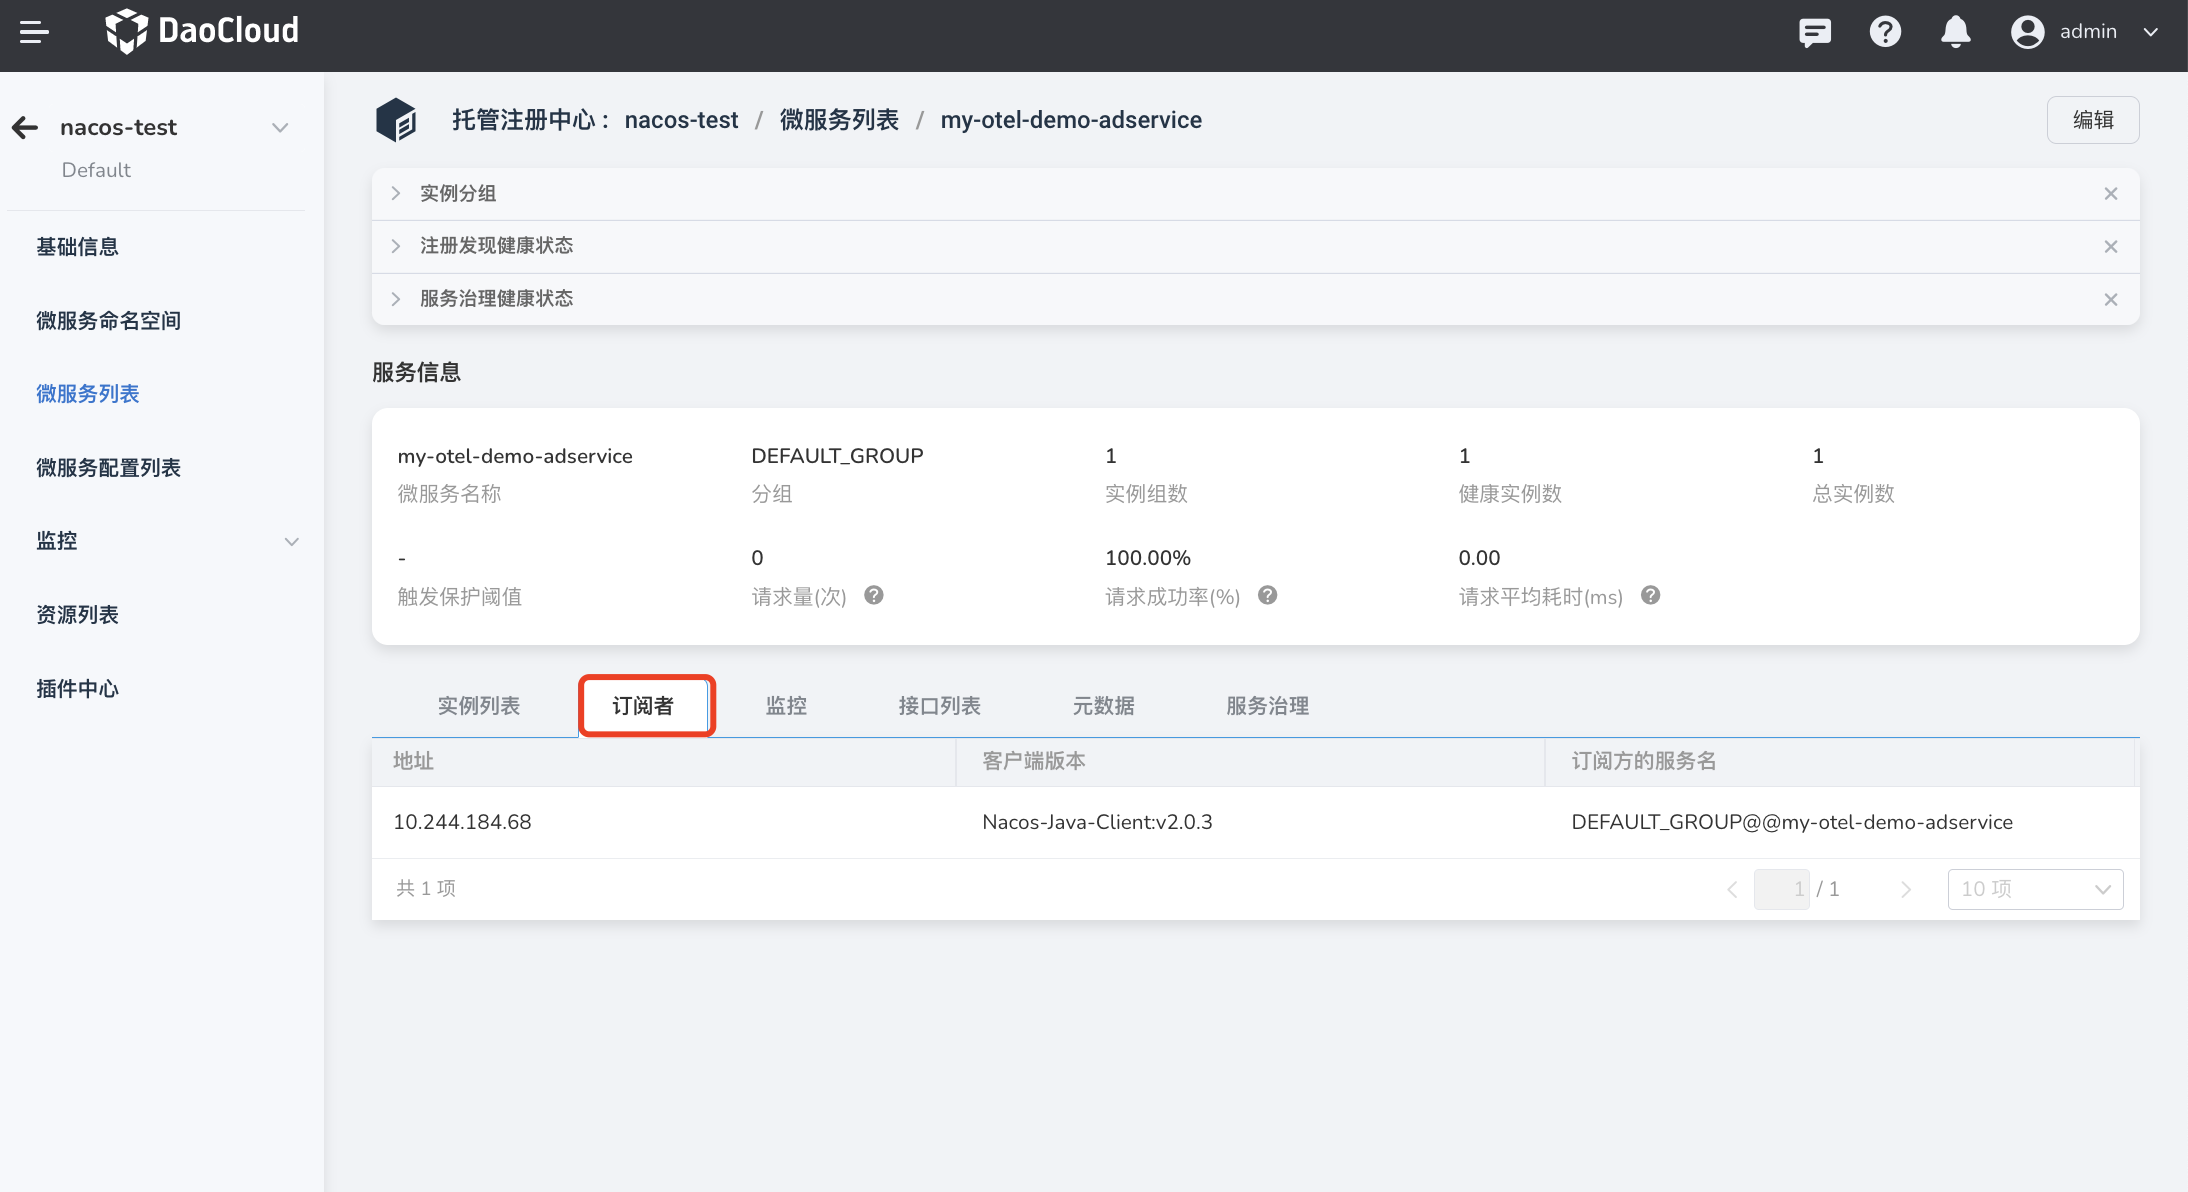 DaoCloud
admin
nacos-test
Default
基础信息
微服务命名空间
微服务列表
微服务配置列表
监控
资源列表
插件中心
托管注册中心： nacos-test / 微服务列表 / my-otel-demo-adservice
编辑
实例分组
注册发现健康状态
服务治理健康状态
服务信息
my-otel-demo-adservice DEFAULT_GROUP 1 1 1
微服务名称 分组 实例组数 健康实例数 总实例数
- 0 100.00% 0.00
触发保护阈值 请求量(次) 请求成功率(%) 请求平均耗时(ms)
实例列表 订阅者 监控 接口列表 元数据 服务治理
地址 客户端版本 订阅方的服务名
10.244.184.68 Nacos-Java-Client:v2.0.3 DEFAULT_GROUP@@my-otel-demo-adservice
共 1 项 1 / 1 10 项